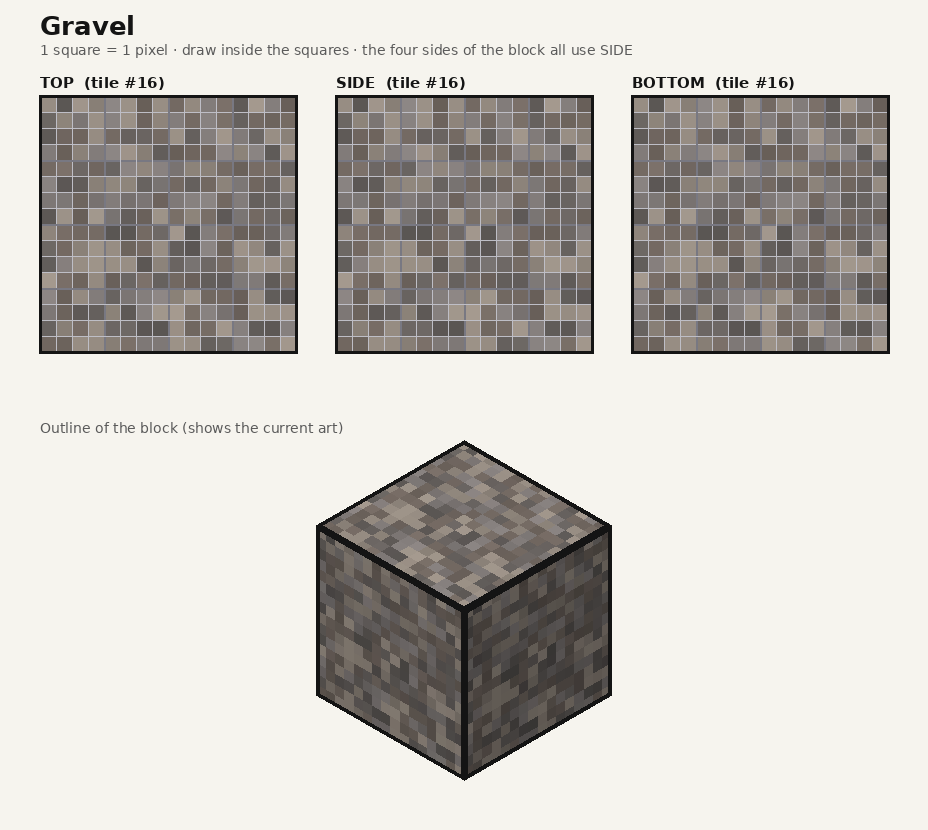 Gravel
1 square = 1 pixel · draw inside the squares · the four sides of the block all use SIDE
TOP (tile #16)
SIDE (tile #16)
BOTTOM (tile #16)
Outline of the block (shows the current art)